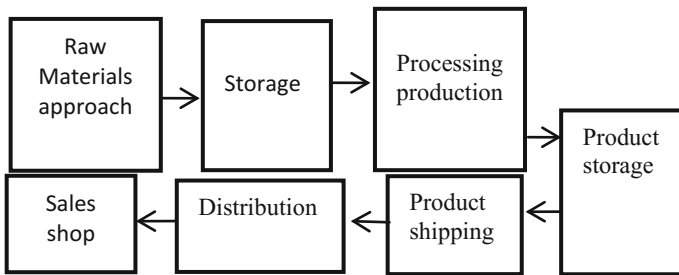 Raw
Materials
approach
Storage
Processing
production
Product
storage
Product
shipping
Distribution
Sales
shop